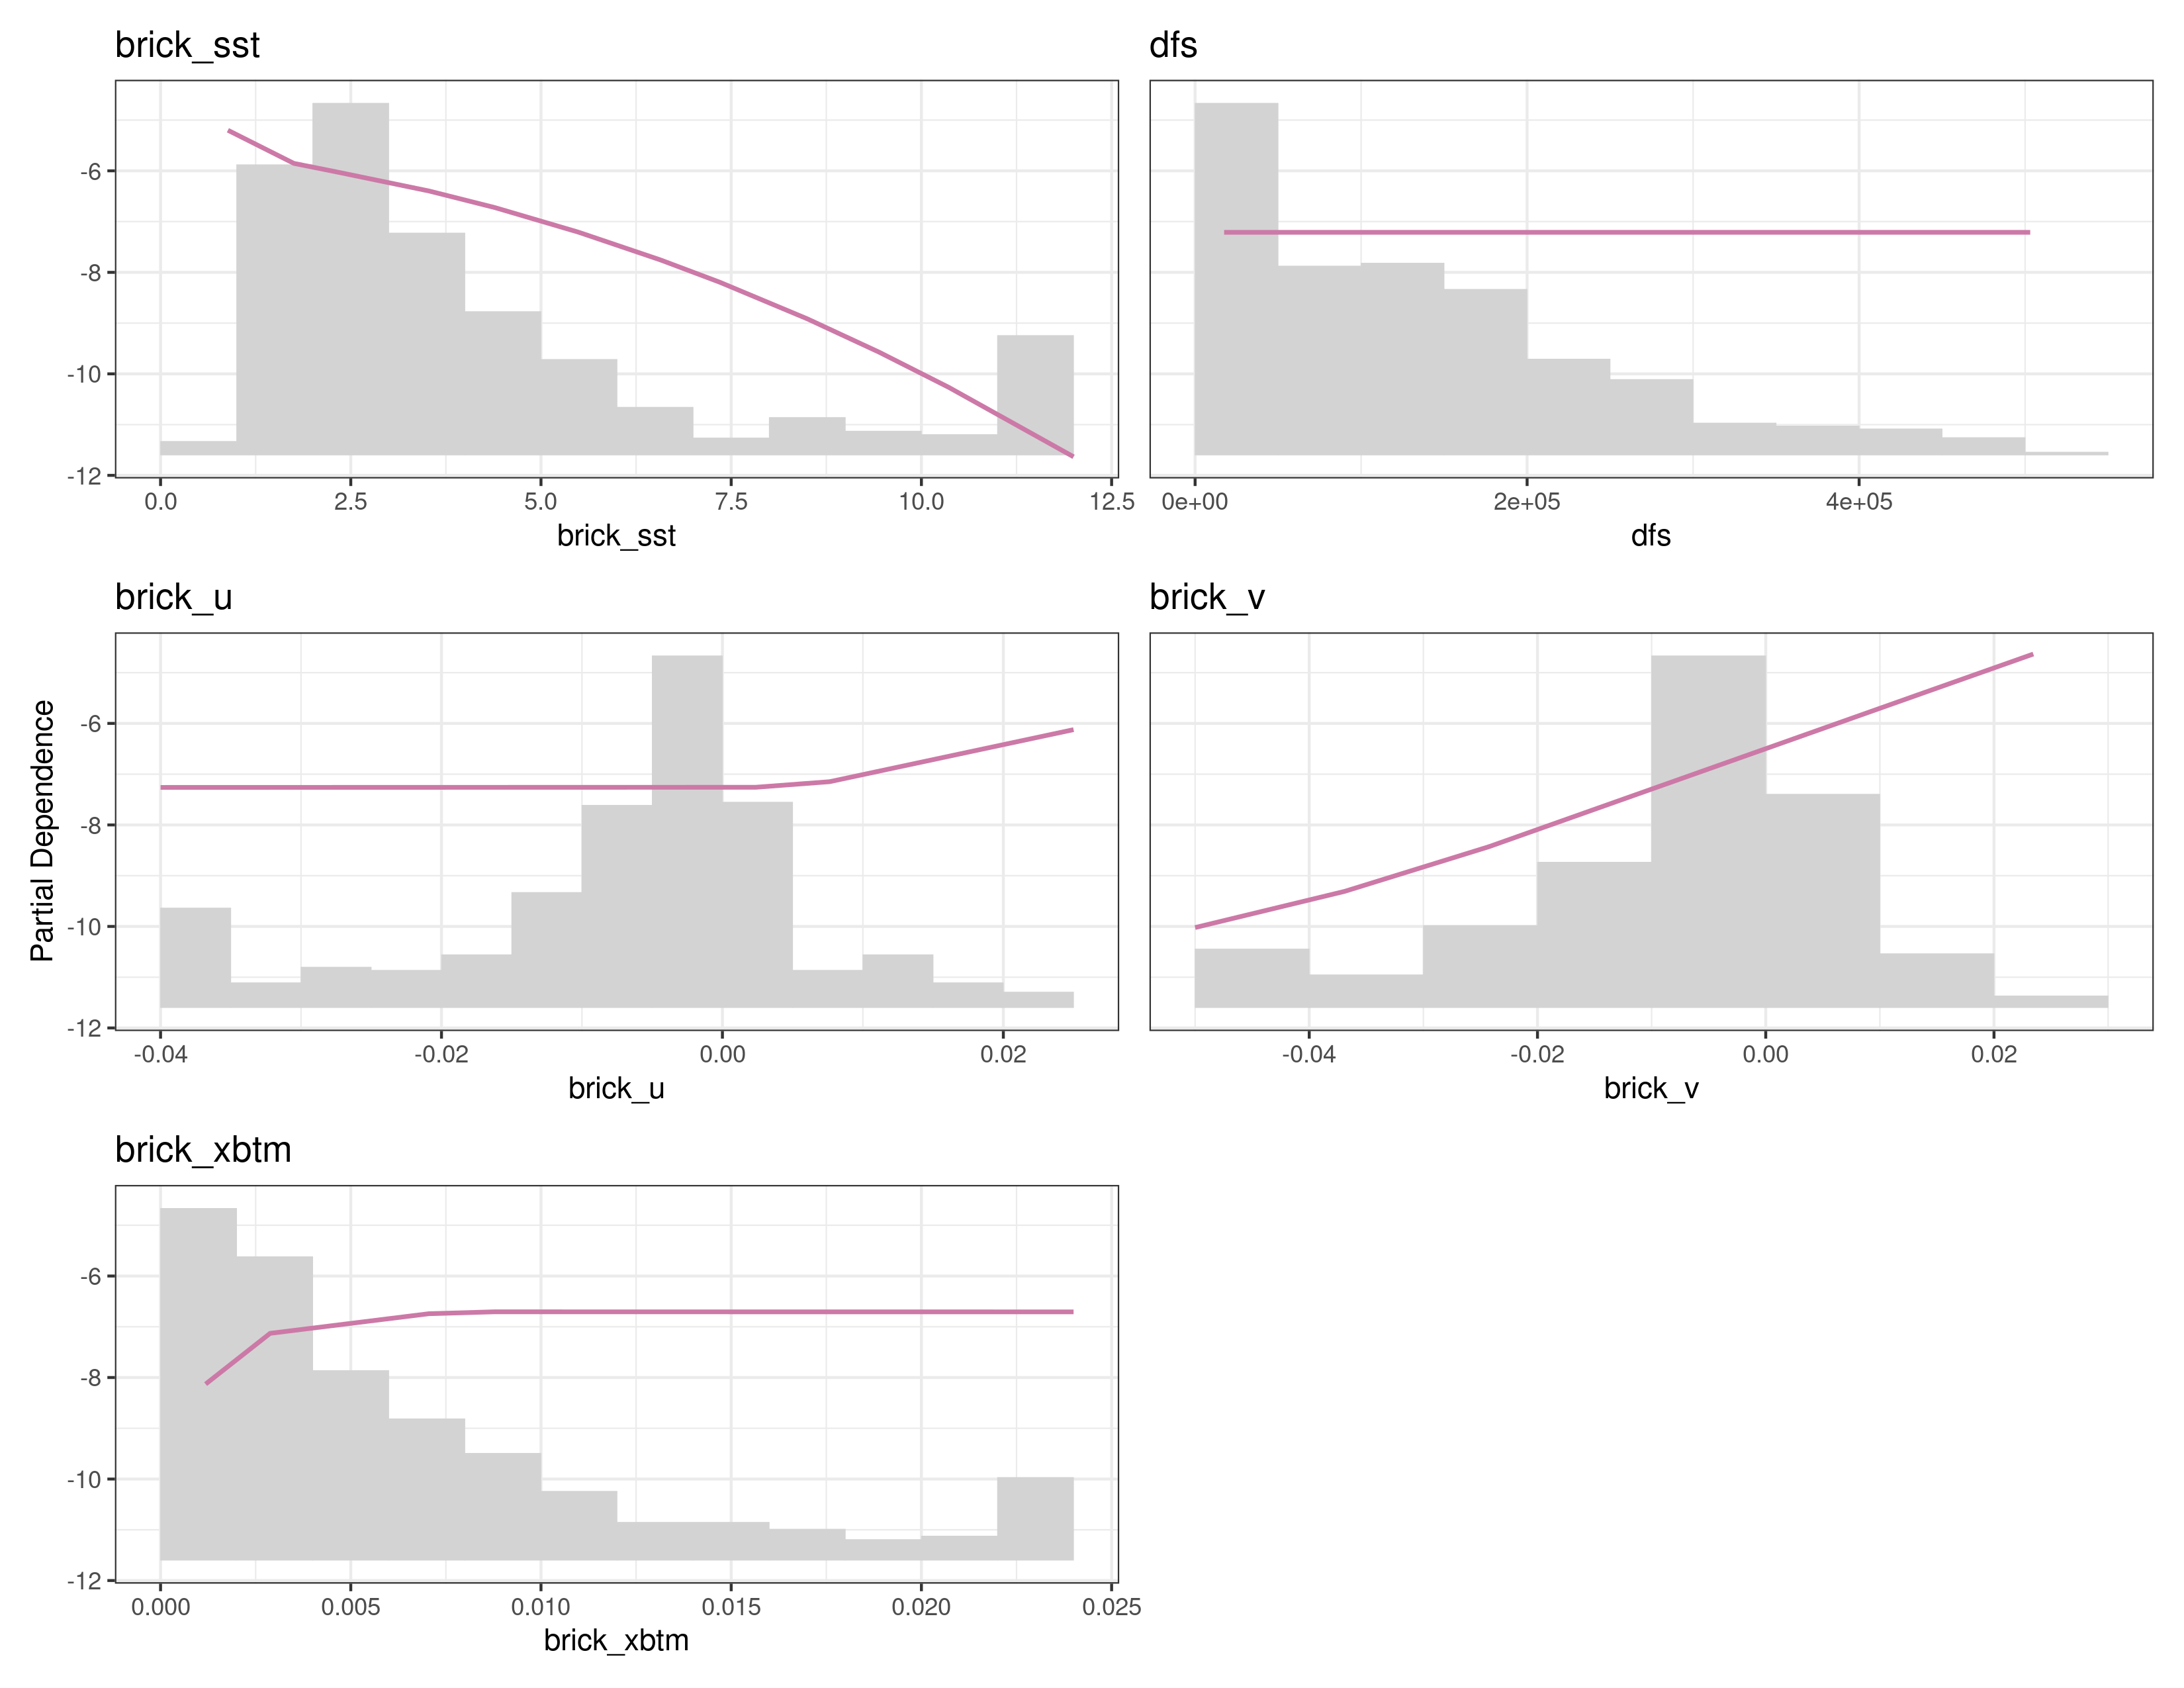 brick_sst
dfs
-6
-8
-10
-12
0.0 2.5 5.0 7.5 10.0 12.5
0e+00 2e+05 4e+05
brick_sst
dfs
brick_u
brick_v
Partial Dependence
-6
-8
-10
-12
-0.04 -0.02 0.00 0.02
-0.04 -0.02 0.00 0.02
brick_u
brick_v
brick_xbtm
-6
-8
-10
-12
0.000 0.005 0.010 0.015 0.020 0.025
brick_xbtm